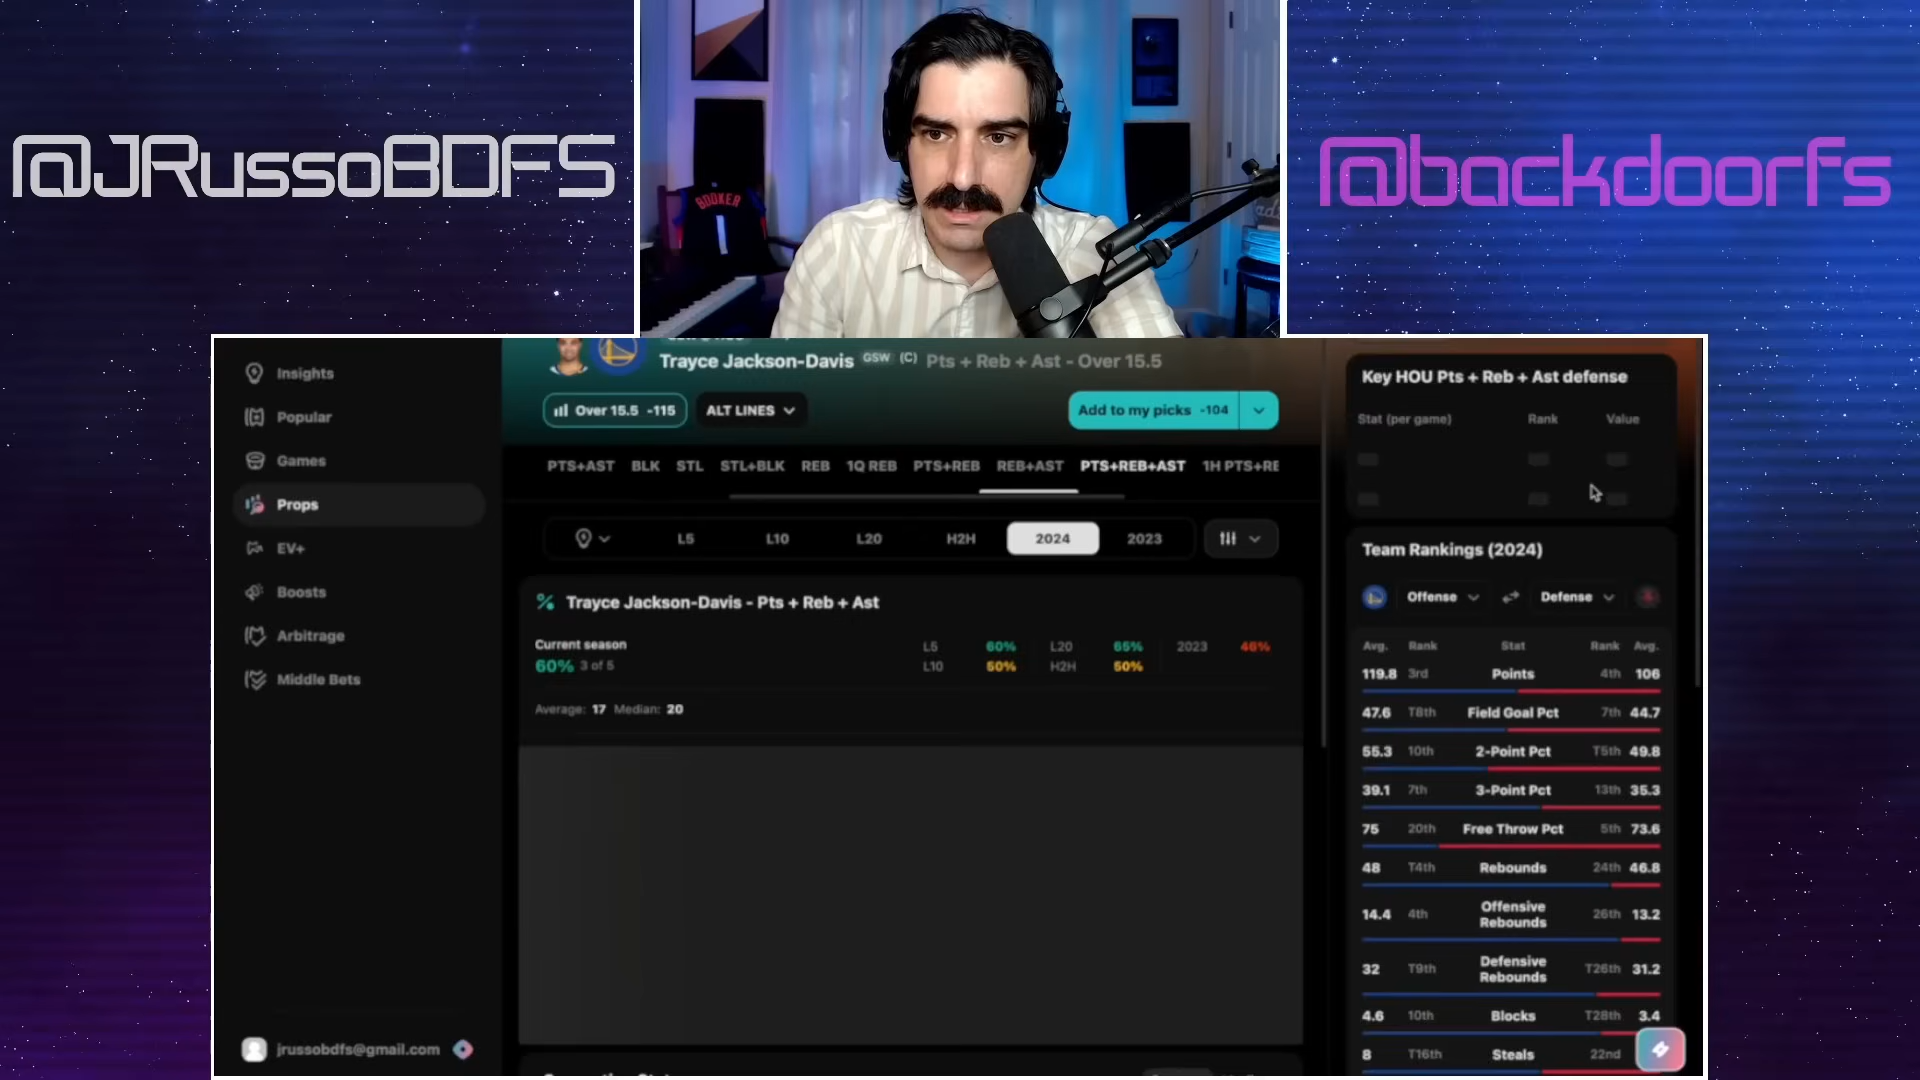 @JRussoBDFS
@backdoorfs
BOOKER
1
Insights
Popular
Games
Props
EV+
Boosts
Arbitrage
Middle Bets
jrussobdfs@gmail.com
Trayce Jackson-Davis GSW (C) Pts + Reb + Ast - Over 15.5
Over 15.5 -115 ALT LINES Add to my picks -104
PTS+AST BLK STL STL+BLK REB 1Q REB PTS+REB REB+AST PTS+REB+AST 1H PTS+RE
L5 L10 L20 H2H 2024 2023
Trayce Jackson-Davis - Pts + Reb + Ast
Current season
60% 3 of 5
L5 60% L20 65% 2023 46%
L10 50% H2H 50%
Average: 17 Median: 20
Key HOU Pts + Reb + Ast defense
Stat (per game) Rank Value
Team Rankings (2024)
Offense Defense
Avg. Rank Stat Rank Avg.
119.8 3rd Points 4th 106
47.6 T8th Field Goal Pct 7th 44.7
55.3 10th 2-Point Pct T5th 49.8
39.1 7th 3-Point Pct 13th 35.3
75 20th Free Throw Pct 5th 73.6
48 T4th Rebounds 24th 46.8
14.4 4th Offensive Rebounds 26th 13.2
32 T9th Defensive Rebounds T26th 31.2
4.6 10th Blocks T28th 3.4
8 T16th Steals 22nd